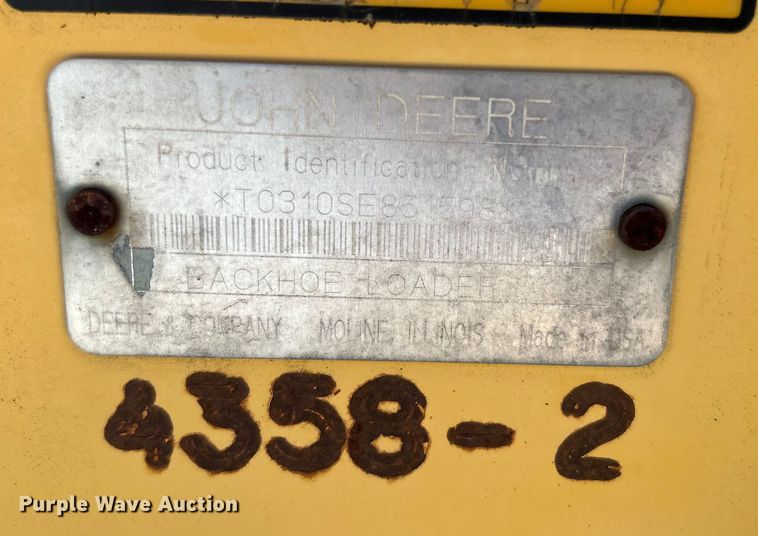 JOHN DEERE
Product Identification
BACKHOE LOADER
DEERE & COMPANY MOLINE, ILLINOIS Made in USA
4358-2
Purple Wave Auction